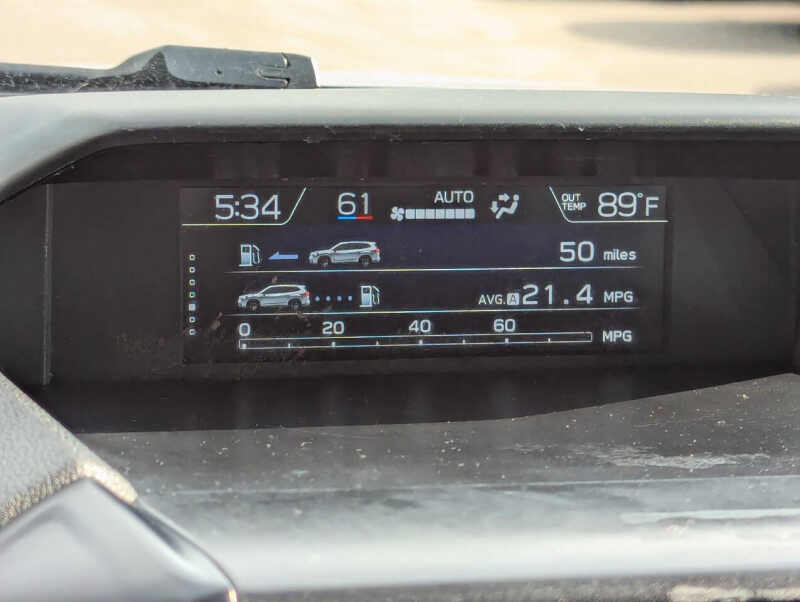 5:34 61 AUTO OUT TEMP 89°F
50 miles
AVG. A 21.4 MPG
0 20 40 60 MPG